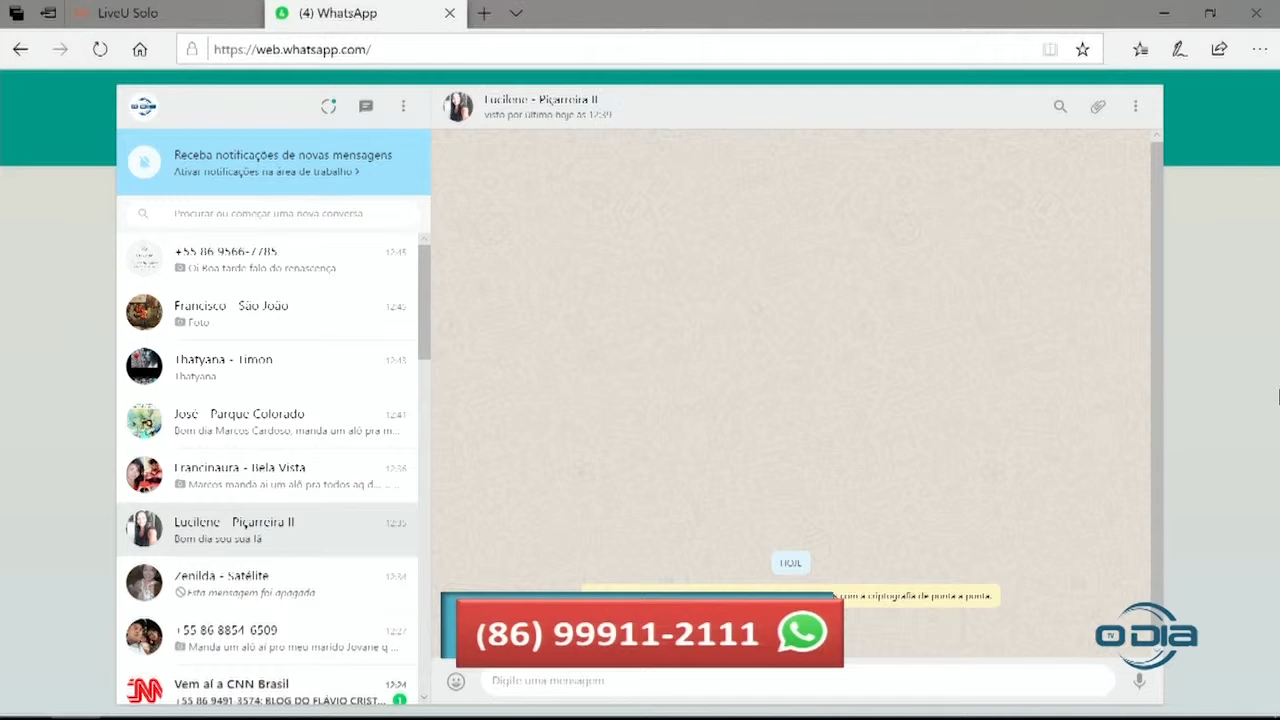 LiveU Solo
(4) WhatsApp
https://web.whatsapp.com/
Lucilene - Piçarreira II
visto por último hoje às 12:39
Receba notificações de novas mensagens
Ativar notificações na área de trabalho >
Procurar ou começar uma nova conversa
+55 86 9566-7785 12:45
Oi Boa tarde falo do renascença
Francisco - São João 12:45
Foto
Thatyana - Timon 12:43
Thatyana
José - Parque Colorado 12:41
Bom dia Marcos Cardoso, manda um alô pra m...
Francinaura - Bela Vista 12:36
Marcos manda ai um alô pra todos aq d...
Lucilene - Piçarreira II 12:35
Bom dia sou sua fã
Zenilda - Satélite 12:34
Esta mensagem foi apagada
+55 86 8854-6509 12:27
Manda um alô aí pro meu marido Jovane q ...
Vem aí a CNN Brasil 12:24
+55 86 9491-3574: BLOG DO FLÁVIO CRIST... 1
CNN
HOJE
com a criptografia de ponta a ponta.
(86) 99911-2111
Digite uma mensagem
O DIA
TV